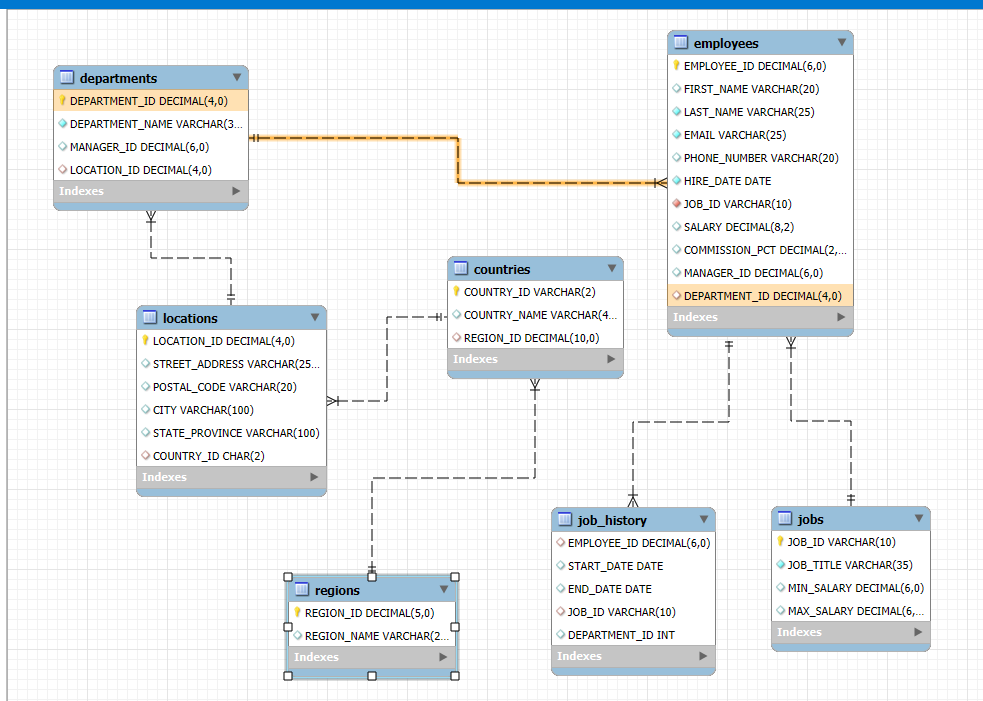 departments
DEPARTMENT_ID DECIMAL(4,0)
DEPARTMENT_NAME VARCHAR(3...
MANAGER_ID DECIMAL(6,0)
LOCATION_ID DECIMAL(4,0)
Indexes
employees
EMPLOYEE_ID DECIMAL(6,0)
FIRST_NAME VARCHAR(20)
LAST_NAME VARCHAR(25)
EMAIL VARCHAR(25)
PHONE_NUMBER VARCHAR(20)
HIRE_DATE DATE
JOB_ID VARCHAR(10)
SALARY DECIMAL(8,2)
COMMISSION_PCT DECIMAL(2,...
MANAGER_ID DECIMAL(6,0)
DEPARTMENT_ID DECIMAL(4,0)
Indexes
countries
COUNTRY_ID VARCHAR(2)
COUNTRY_NAME VARCHAR(4...
REGION_ID DECIMAL(10,0)
Indexes
locations
LOCATION_ID DECIMAL(4,0)
STREET_ADDRESS VARCHAR(25...
POSTAL_CODE VARCHAR(20)
CITY VARCHAR(100)
STATE_PROVINCE VARCHAR(100)
COUNTRY_ID CHAR(2)
Indexes
regions
REGION_ID DECIMAL(5,0)
REGION_NAME VARCHAR(2...
Indexes
job_history
EMPLOYEE_ID DECIMAL(6,0)
START_DATE DATE
END_DATE DATE
JOB_ID VARCHAR(10)
DEPARTMENT_ID INT
Indexes
jobs
JOB_ID VARCHAR(10)
JOB_TITLE VARCHAR(35)
MIN_SALARY DECIMAL(6,0)
MAX_SALARY DECIMAL(6,...
Indexes